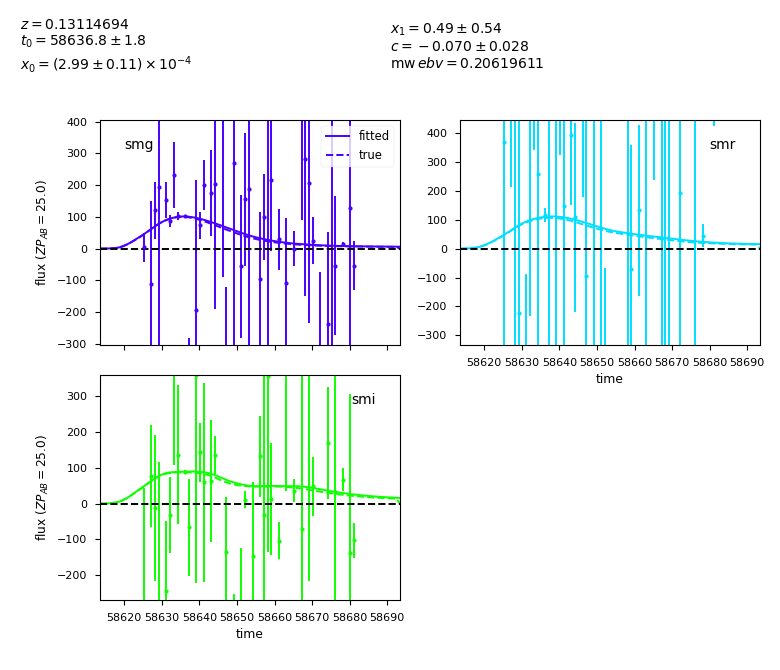 z = 0.13114694
t₀ = 58636.8 ± 1.8
x₀ = (2.99 ± 0.11) × 10⁻⁴
x₁ = 0.49 ± 0.54
c = −0.070 ± 0.028
mwebv = 0.20619611
400
300
200
100
0
−100
−200
−300
flux (ZP_AB = 25.0)
smg
fitted
true
400
300
200
100
0
−100
−200
−300
smr
58620 58630 58640 58650 58660 58670 58680 58690
time
300
200
100
0
−100
−200
flux (ZP_AB = 25.0)
smi
58620 58630 58640 58650 58660 58670 58680 58690
time